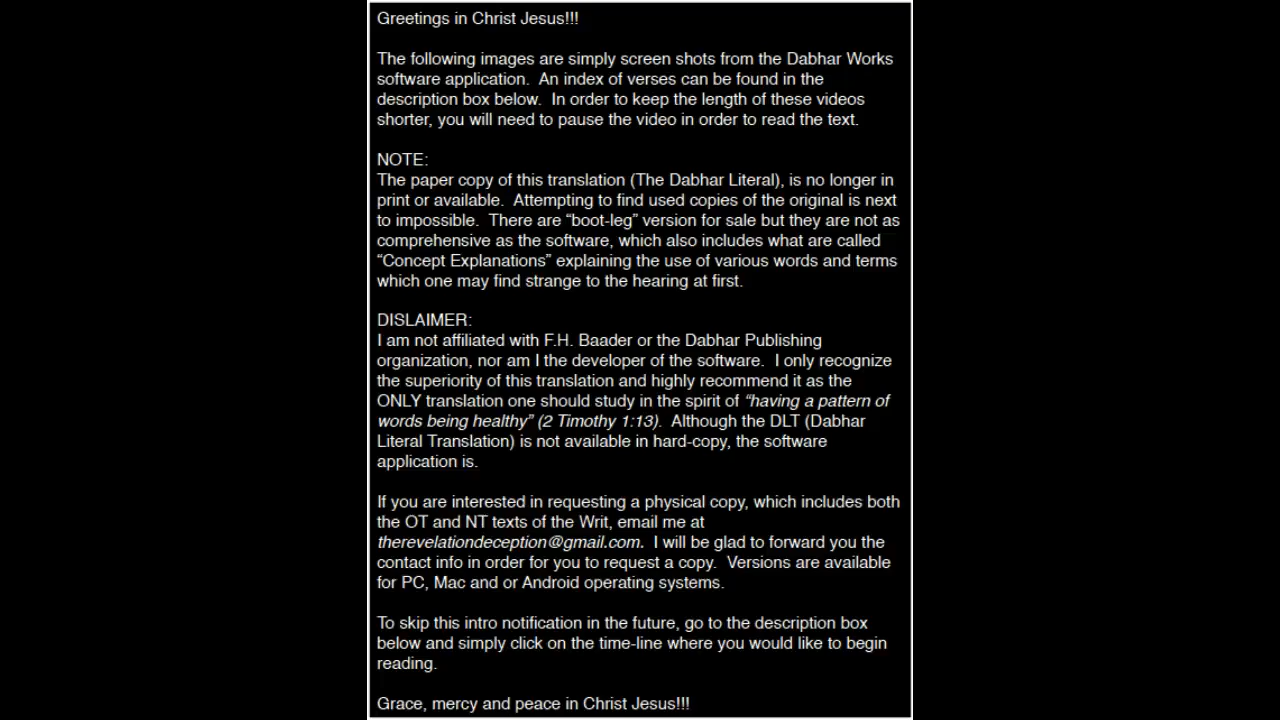 Greetings in Christ Jesus!!!
The following images are simply screen shots from the Dabhar Works
software application.  An index of verses can be found in the
description box below.  In order to keep the length of these videos
shorter, you will need to pause the video in order to read the text.
NOTE:
The paper copy of this translation (The Dabhar Literal), is no longer in
print or available.  Attempting to find used copies of the original is next
to impossible.  There are “boot-leg” version for sale but they are not as
comprehensive as the software, which also includes what are called
“Concept Explanations” explaining the use of various words and terms
which one may find strange to the hearing at first.
DISLAIMER:
I am not affiliated with F.H. Baader or the Dabhar Publishing
organization, nor am I the developer of the software.  I only recognize
the superiority of this translation and highly recommend it as the
ONLY translation one should study in the spirit of “having a pattern of
words being healthy” (2 Timothy 1:13).  Although the DLT (Dabhar
Literal Translation) is not available in hard-copy, the software
application is.
If you are interested in requesting a physical copy, which includes both
the OT and NT texts of the Writ, email me at
therevelationdeception@gmail.com.  I will be glad to forward you the
contact info in order for you to request a copy.  Versions are available
for PC, Mac and or Android operating systems.
To skip this intro notification in the future, go to the description box
below and simply click on the time-line where you would like to begin
reading.
Grace, mercy and peace in Christ Jesus!!!